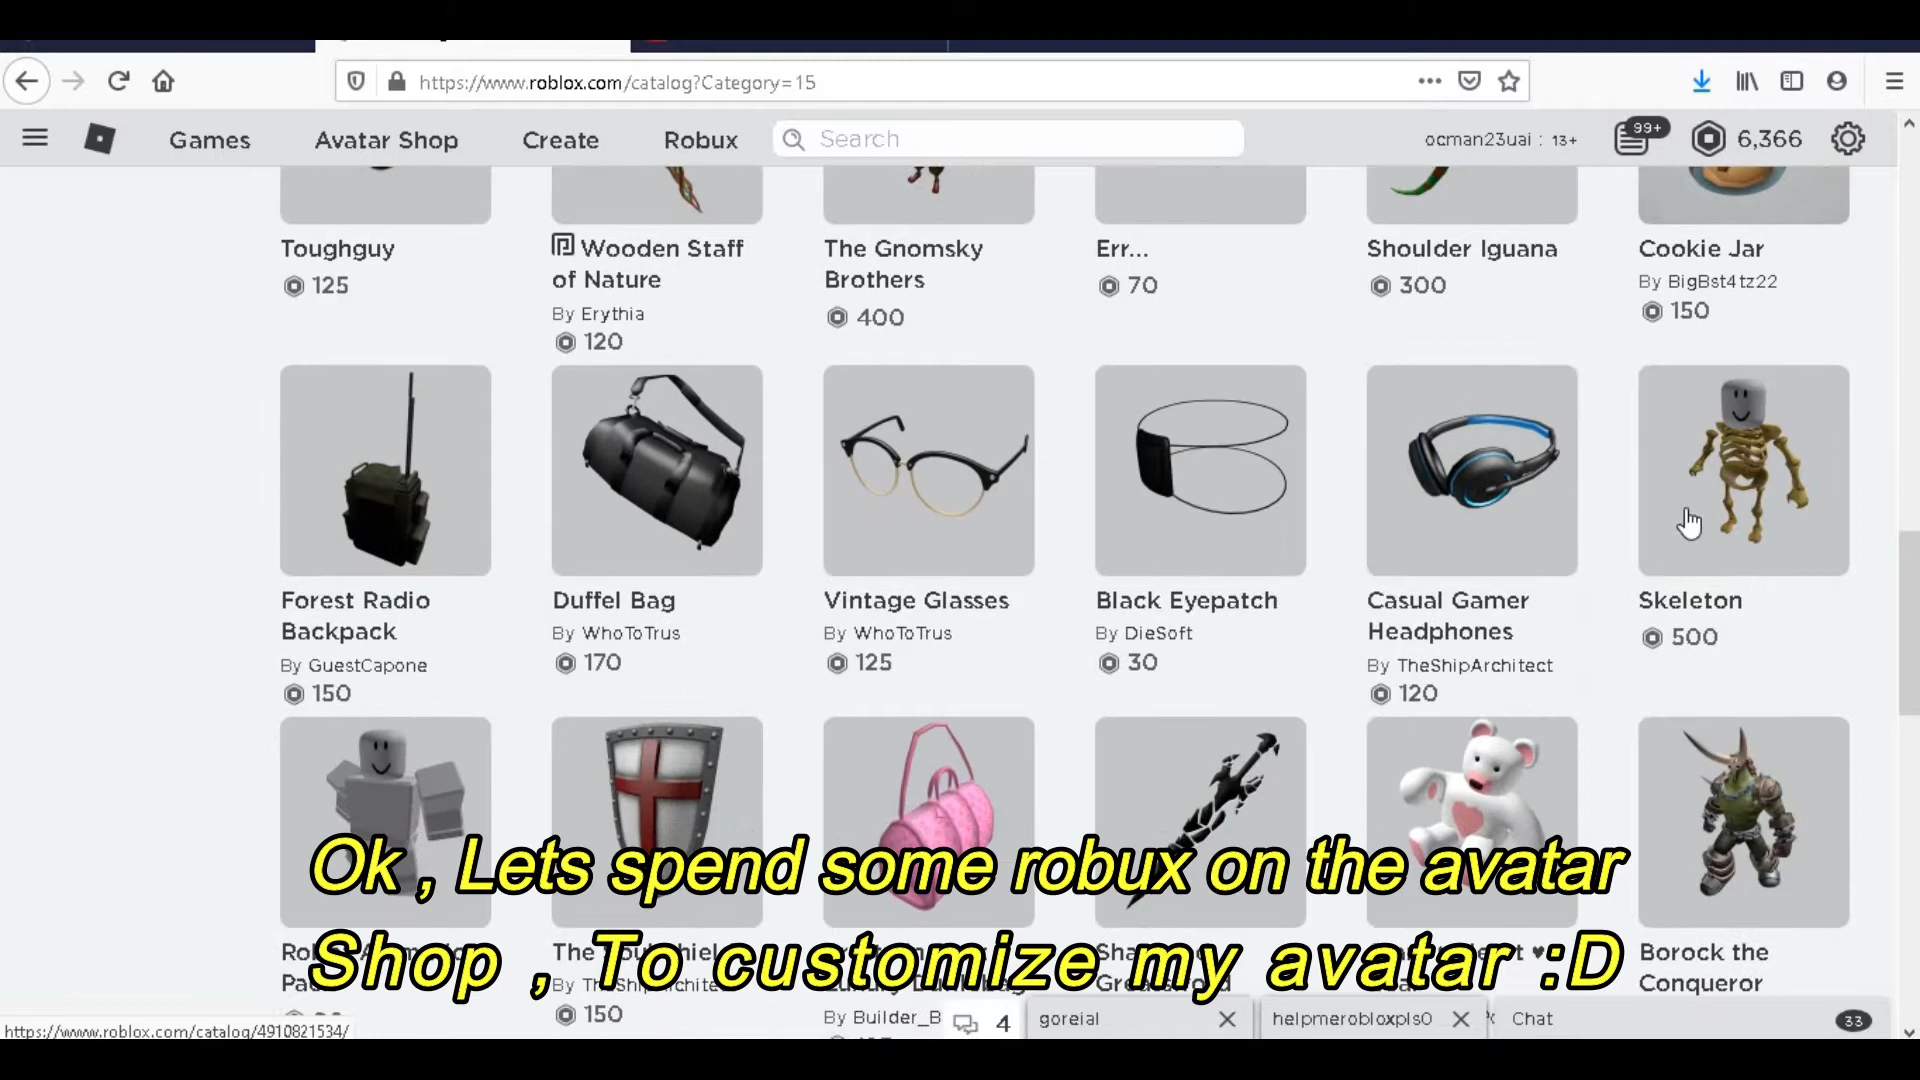 https://www.roblox.com/catalog?Category=15
Games Avatar Shop Create Robux Search ocman23uai : 13+ 99+ 6,366
Toughguy
125
Wooden Staff
of Nature
By Erythia
120
The Gnomsky
Brothers
400
Err...
70
Shoulder Iguana
300
Cookie Jar
By BigBst4tz22
150
Forest Radio
Backpack
By GuestCapone
150
Duffel Bag
By WhoToTrus
170
Vintage Glasses
By WhoToTrus
125
Black Eyepatch
By DieSoft
30
Casual Gamer
Headphones
By TheShipArchitect
120
Skeleton
500
Ok , Lets spend some robux on the avatar
Shop , To customize my avatar :D
The
150
By Builder_B
Borock the
Conqueror
https://www.roblox.com/catalog/4910821534/
4 goreial helpmerobloxpls0 Chat 33